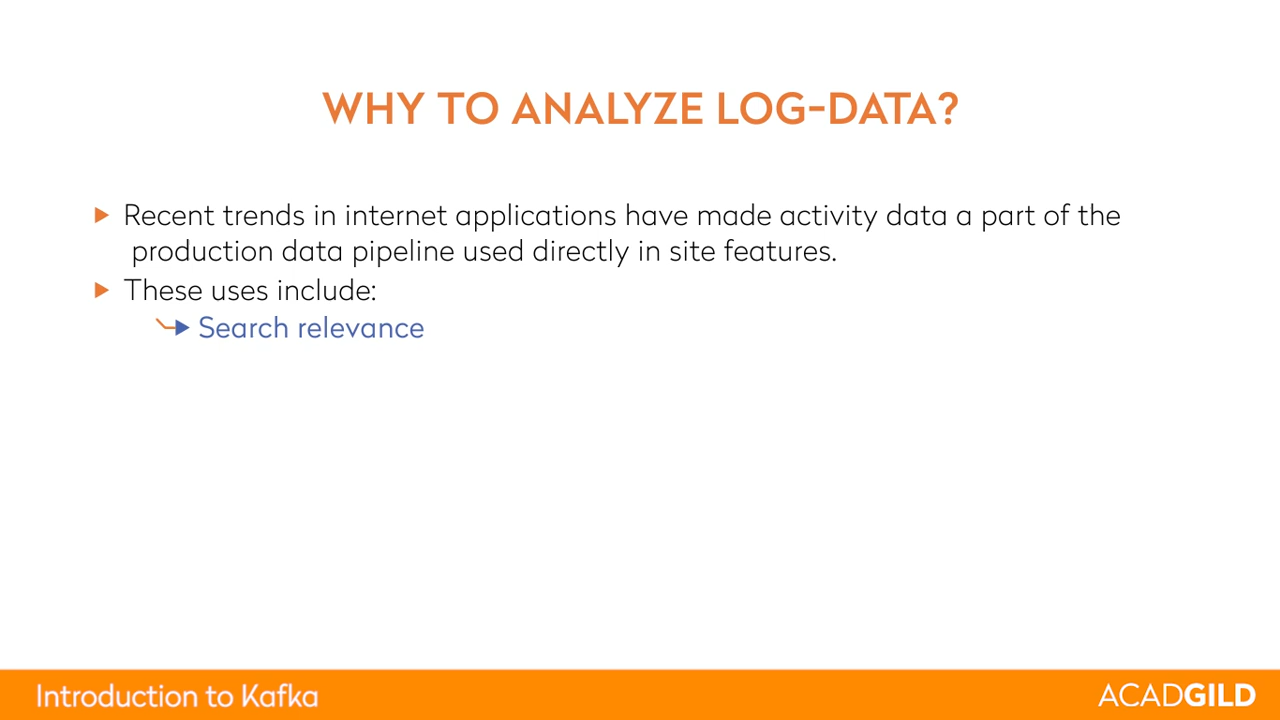 WHY TO ANALYZE LOG-DATA?
Recent trends in internet applications have made activity data a part of the
production data pipeline used directly in site features.
These uses include:
Search relevance
Introduction to Kafka
ACADGILD